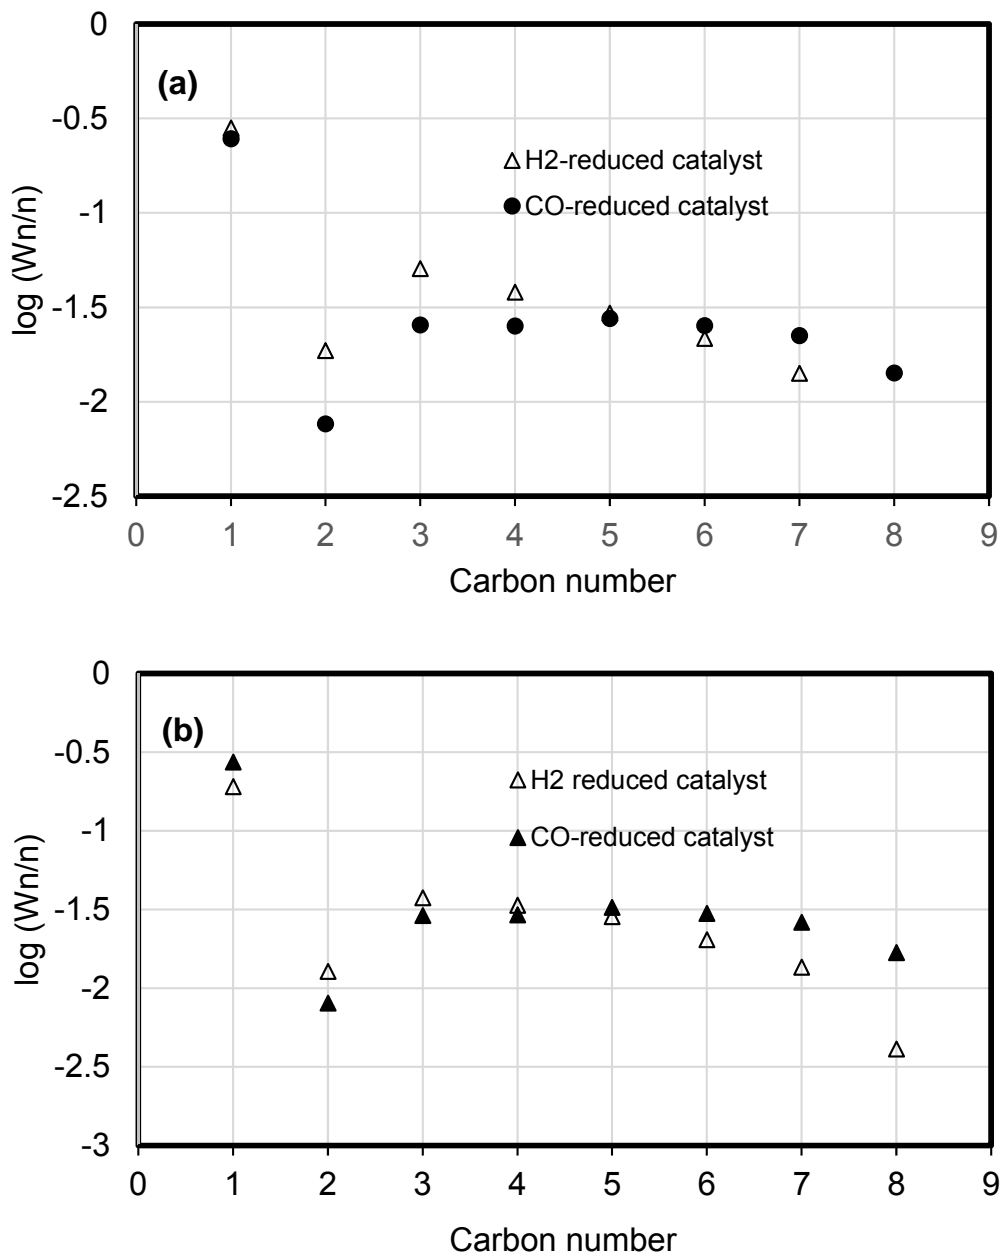 0
(a)
-0.5
H2-reduced catalyst
CO-reduced catalyst
-1
-1.5
-2
-2.5
log (Wn/n)
0 1 2 3 4 5 6 7 8 9
Carbon number
0
(b)
-0.5
H2 reduced catalyst
-1
CO-reduced catalyst
-1.5
-2
-2.5
-3
log (Wn/n)
0 1 2 3 4 5 6 7 8 9
Carbon number